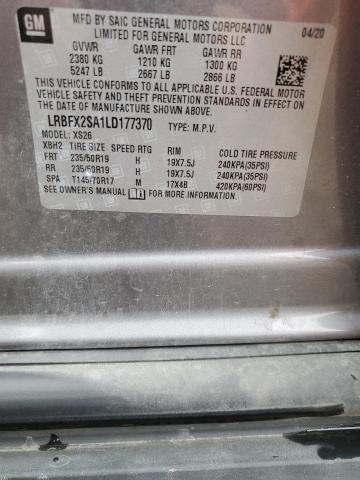 GM
MFD BY SAIC GENERAL MOTORS CORPORATION
LIMITED FOR GENERAL MOTORS LLC
04/20
GVWR GAWR FRT GAWR RR
2380 KG 1210 KG 1300 KG
5247 LB 2667 LB 2866 LB
THIS VEHICLE CONFORMS TO ALL APPLICABLE U.S. FEDERAL MOTOR
VEHICLE SAFETY AND THEFT PREVENTION STANDARDS IN
EFFECT ON THE DATE OF MANUFACTURE SHOWN ABOVE.
LRBFX2SA1LD177370 TYPE: M.P.V.
MODEL: XS26
XBH2 TIRE SIZE SPEED RTG RIM COLD TIRE PRESSURE
FRT 235/50R19 H 19X7.5J 240KPA(35PSI)
RR 235/50R19 H 19X7.5J 240KPA(35PSI)
SPA T145/70R17 M 17X4B 420KPA(60PSI)
SEE OWNER'S MANUAL FOR MORE INFORMATION.